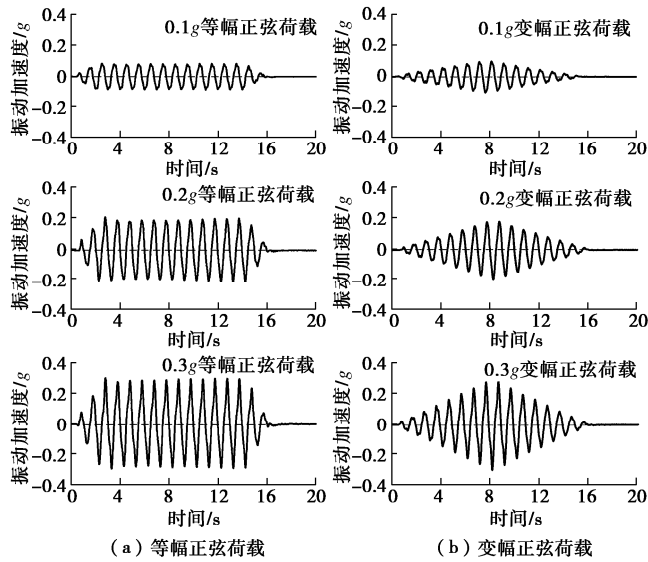 0.1g等幅正弦荷载
振动加速度/g
0.4
0.2
0
−0.2
−0.4
0 4 8 12 16 20
时间/s
0.1g变幅正弦荷载
振动加速度/g
0.4
0.2
0
−0.2
−0.4
0 4 8 12 16 20
时间/s
0.2g等幅正弦荷载
振动加速度/g
0.4
0.2
0
−0.2
−0.4
0 4 8 12 16 20
时间/s
0.2g变幅正弦荷载
振动加速度/g
0.4
0.2
0
−0.2
−0.4
0 4 8 12 16 20
时间/s
0.3g等幅正弦荷载
振动加速度/g
0.4
0.2
0
−0.2
−0.4
0 4 8 12 16 20
时间/s
0.3g变幅正弦荷载
振动加速度/g
0.4
0.2
0
−0.2
−0.4
0 4 8 12 16 20
时间/s
（a）等幅正弦荷载
（b）变幅正弦荷载